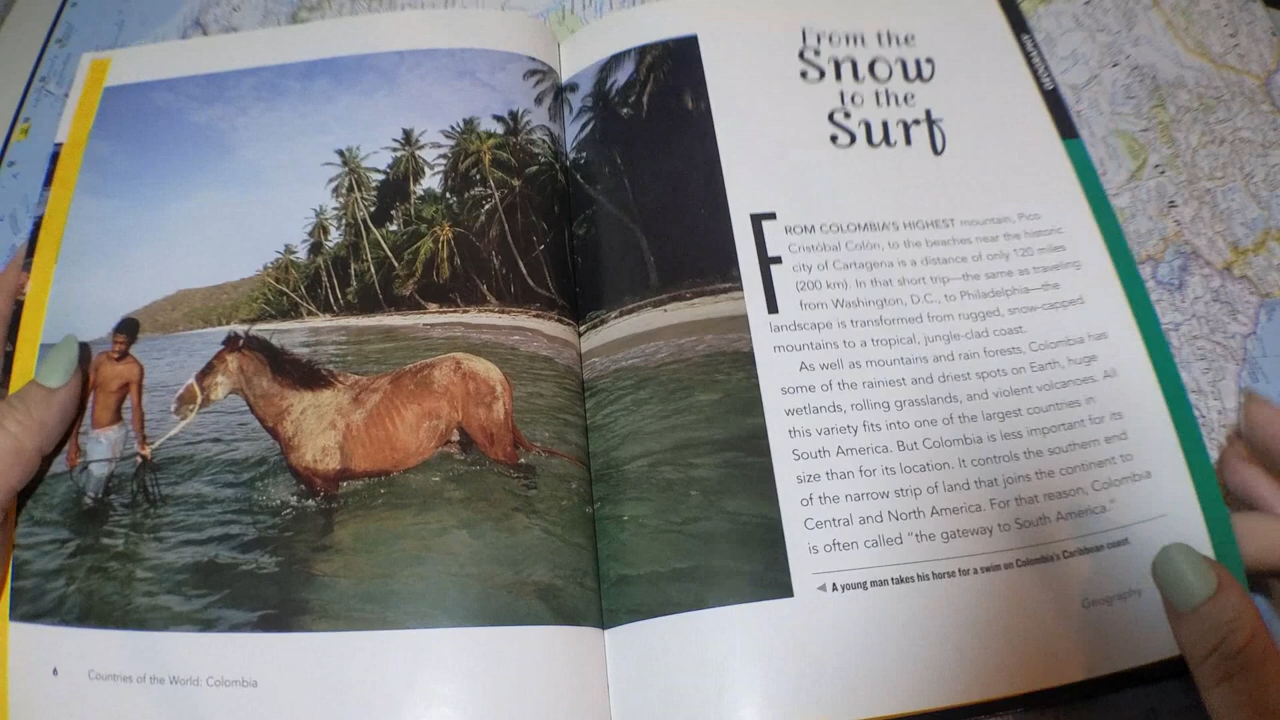 From the
Snow
to the
Surf
FROM COLOMBIA'S HIGHEST mountain, Pico
Cristóbal Colón, to the beaches near the historic
city of Cartagena is a distance of only 120 miles
(200 km). In that short trip—the same as traveling
from Washington, D.C., to Philadelphia—the
landscape is transformed from rugged, snow-capped
mountains to a tropical, jungle-clad coast.
As well as mountains and rain forests, Colombia has
some of the rainiest and driest spots on Earth, huge
wetlands, rolling grasslands, and violent volcanoes. All
this variety fits into one of the largest countries in
South America. But Colombia is less important for its
size than for its location. It controls the southern end
of the narrow strip of land that joins the continent to
Central and North America. For that reason, Colombia
is often called "the gateway to South America."
◀ A young man takes his horse for a swim on Colombia's Caribbean coast.
Geography
6 Countries of the World: Colombia